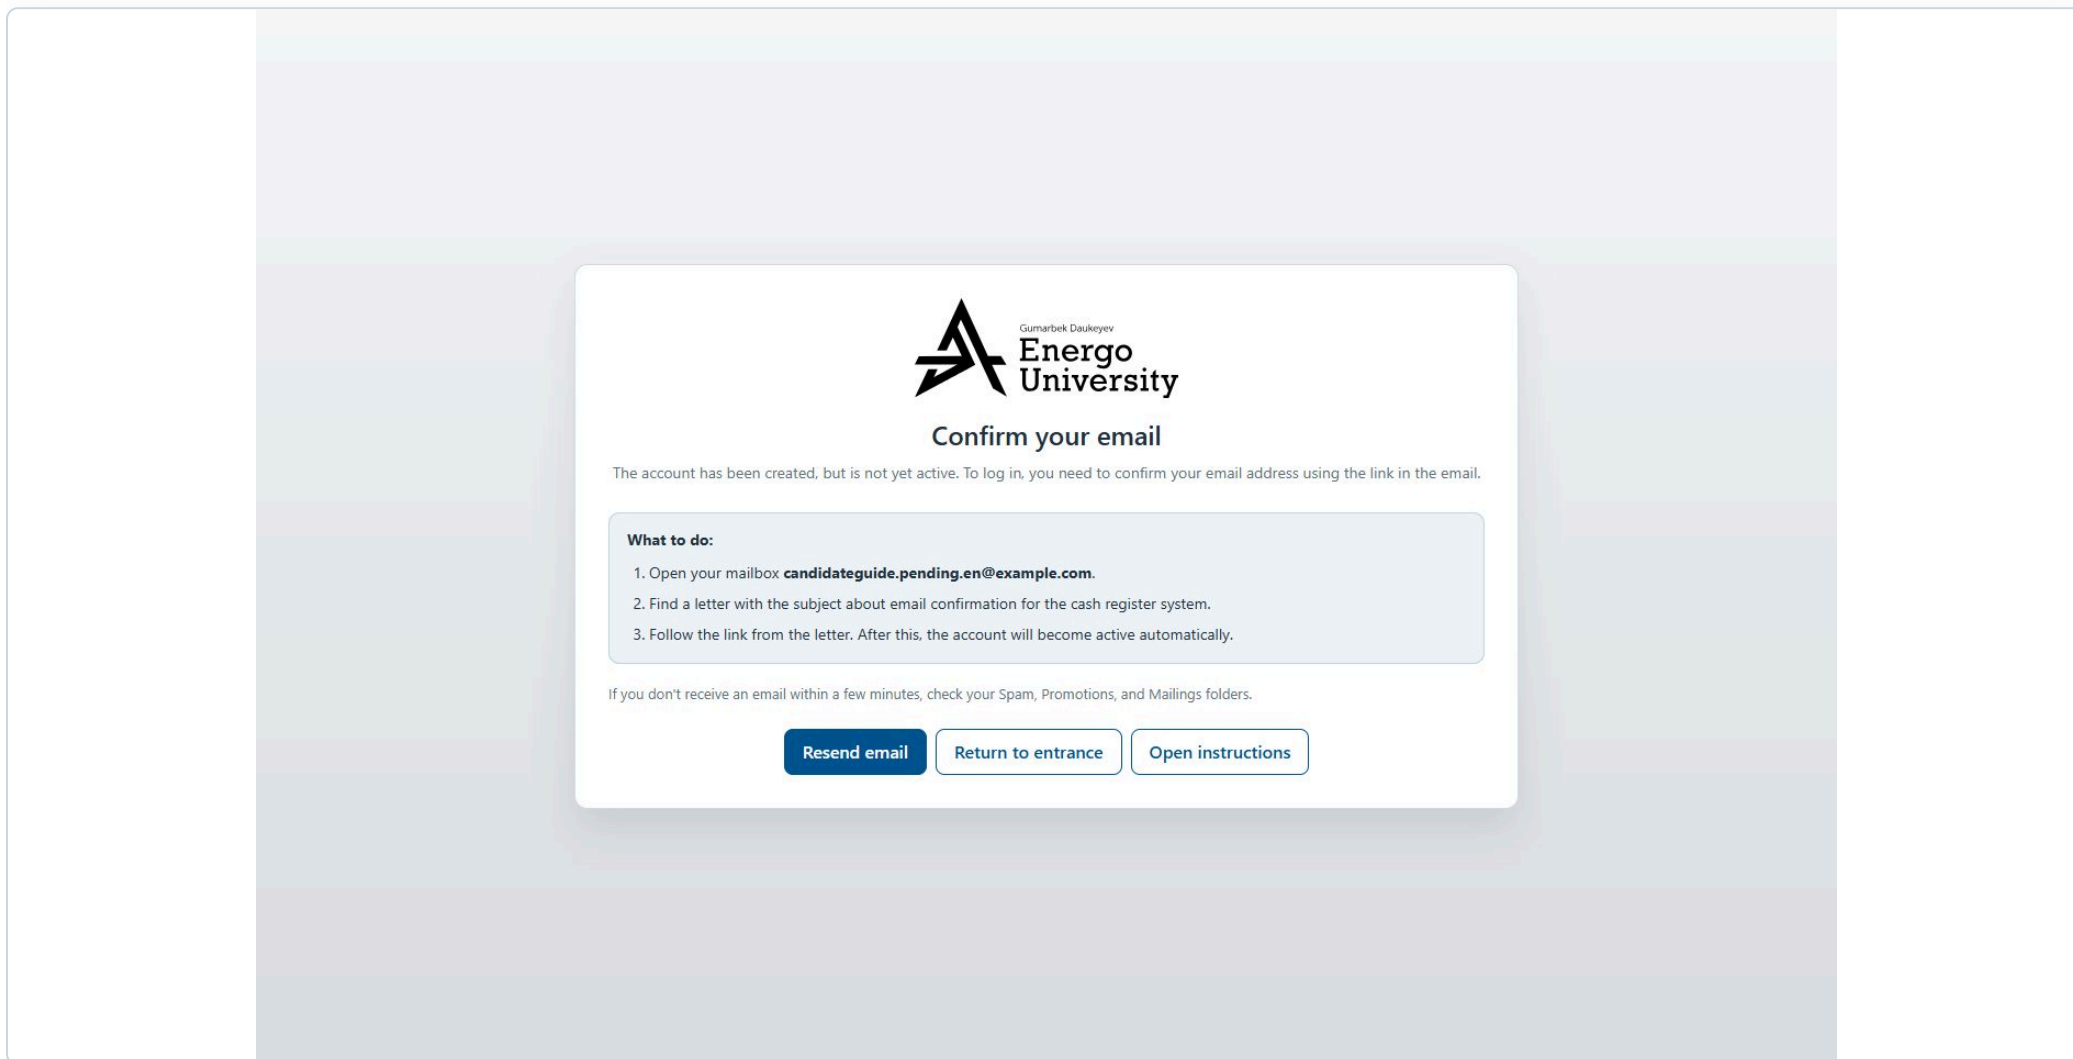 Gumarbek Daukeyev
Energo
University
Confirm your email
The account has been created, but is not yet active. To log in, you need to confirm your email address using the link in the email.
What to do:
1. Open your mailbox candidateguide.pending.en@example.com.
2. Find a letter with the subject about email confirmation for the cash register system.
3. Follow the link from the letter. After this, the account will become active automatically.
If you don't receive an email within a few minutes, check your Spam, Promotions, and Mailings folders.
Resend email Return to entrance Open instructions